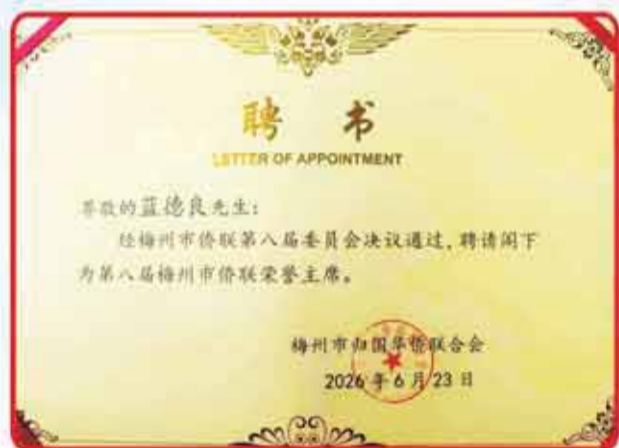 聘 书
LETTER OF APPOINTMENT
尊敬的蓝德良先生：
经梅州市侨联第八届委员会决议通过，聘请阁下
为第八届梅州市侨联荣誉主席。
梅州市归国华侨联合会
2026年6月23日